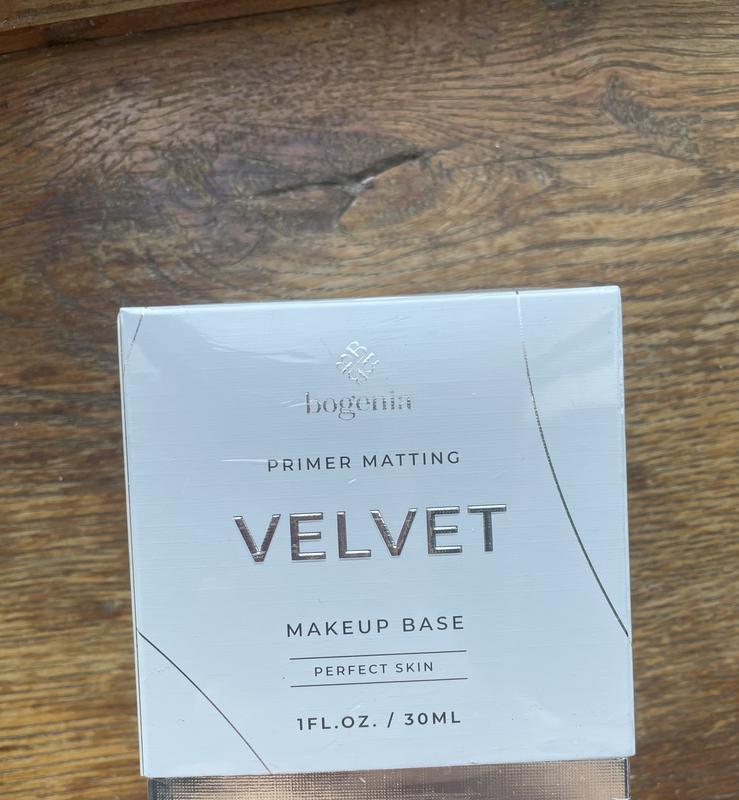 bogenia
PRIMER MATTING
VELVET
MAKEUP BASE
PERFECT SKIN
1FL.OZ. / 30ML